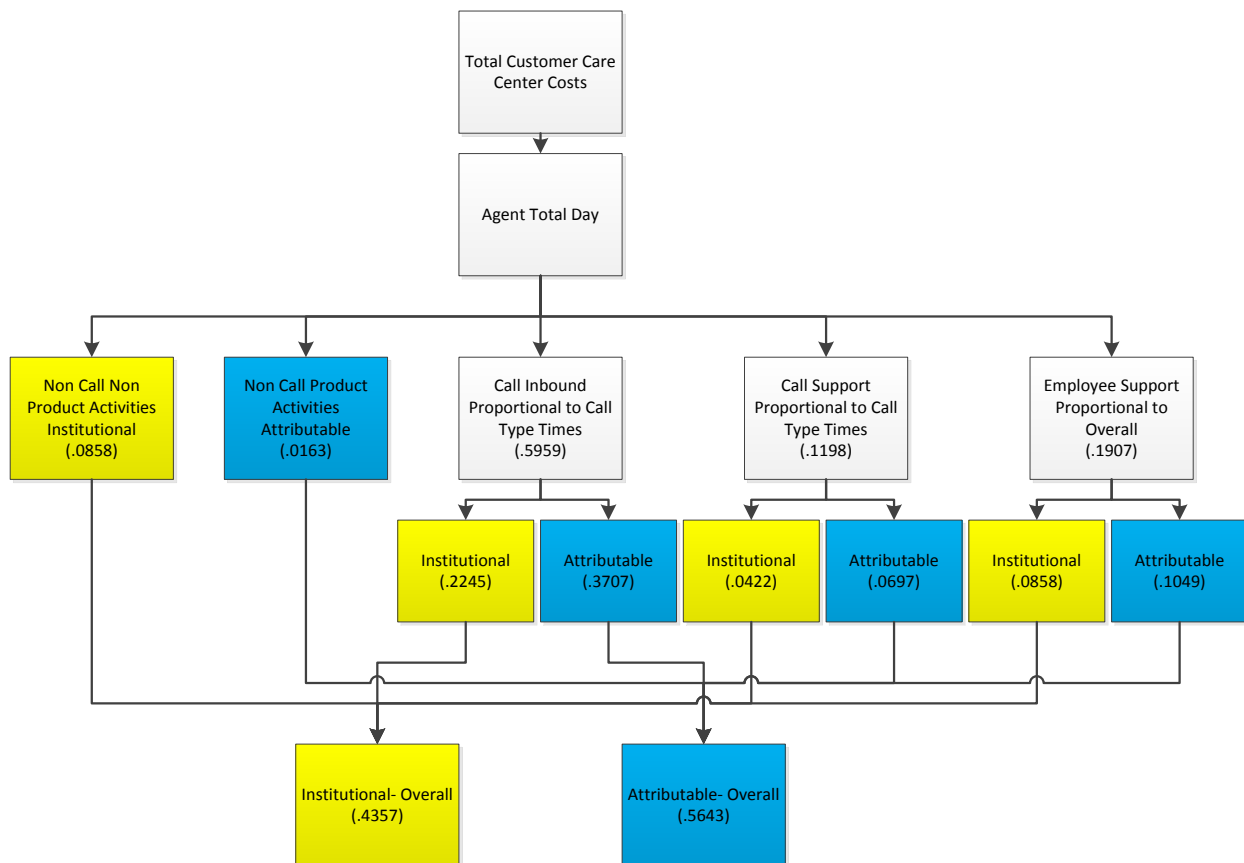 Total Customer Care
Center Costs
Agent Total Day
Non Call Non
Product Activities
Institutional
(.0858)
Non Call Product
Activities
Attributable
(.0163)
Call Inbound
Proportional to Call
Type Times
(.5959)
Call Support
Proportional to Call
Type Times
(.1198)
Employee Support
Proportional to
Overall
(.1907)
Institutional
(.2245)
Attributable
(.3707)
Institutional
(.0422)
Attributable
(.0697)
Institutional
(.0858)
Attributable
(.1049)
Institutional- Overall
(.4357)
Attributable- Overall
(.5643)